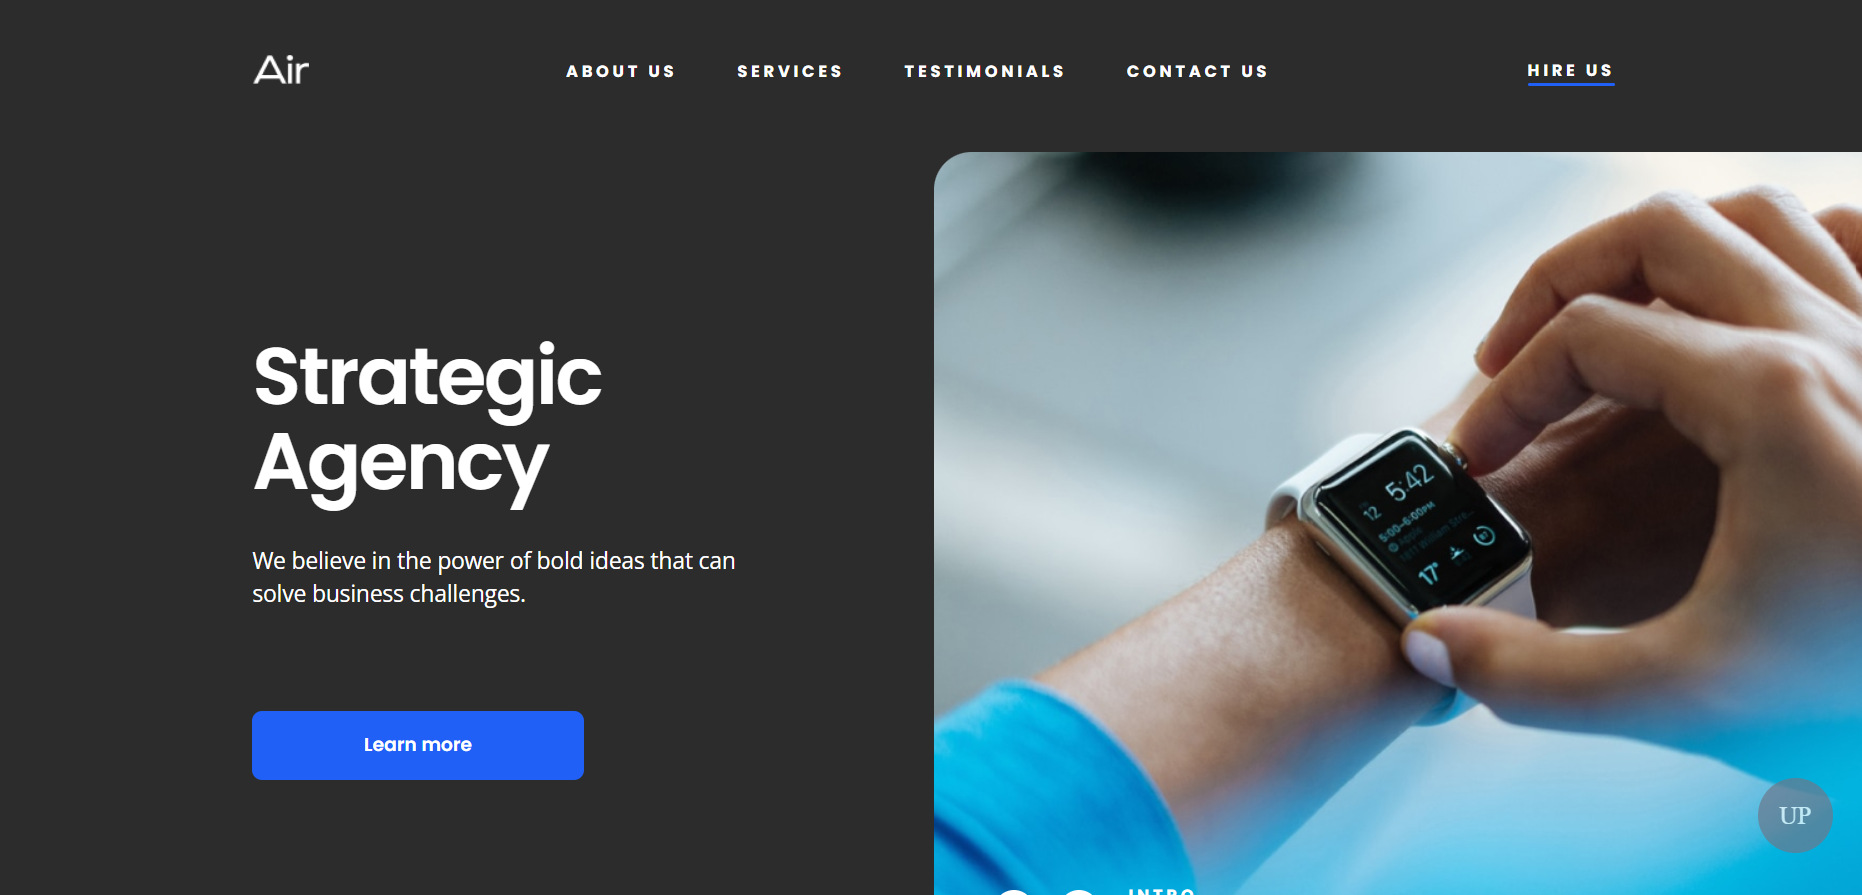 Air
ABOUT US
SERVICES
TESTIMONIALS
CONTACT US
HIRE US
Strategic
Agency
We believe in the power of bold ideas that can
solve business challenges.
Learn more
5:42
12
5:00–6:00PM
Apple
17°
UP
INTRO